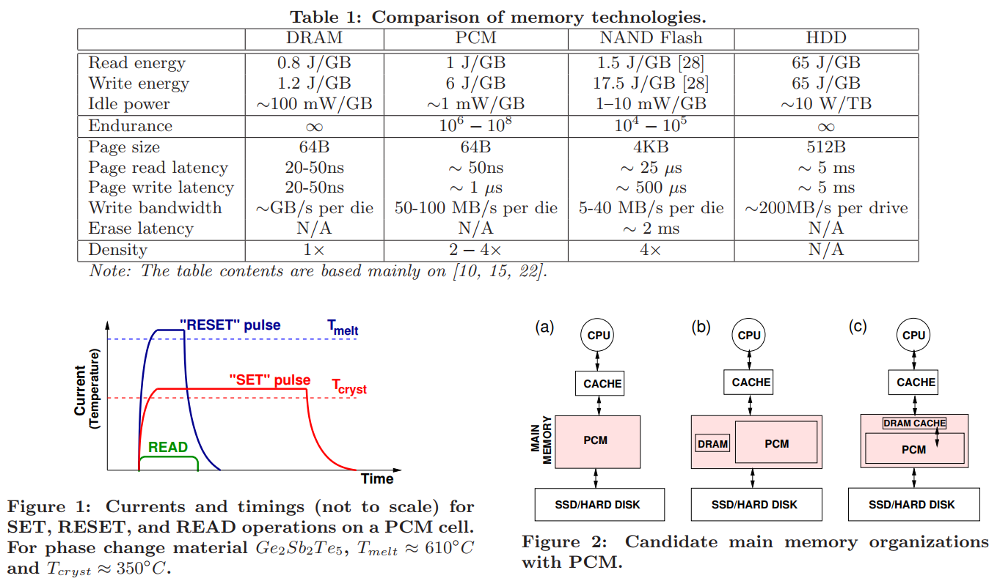 Table 1: Comparison of memory technologies.
DRAM PCM NAND Flash HDD
Read energy 0.8 J/GB 1 J/GB 1.5 J/GB [28] 65 J/GB
Write energy 1.2 J/GB 6 J/GB 17.5 J/GB [28] 65 J/GB
Idle power ∼100 mW/GB ∼1 mW/GB 1–10 mW/GB ∼10 W/TB
Endurance ∞ 10⁶ − 10⁸ 10⁴ − 10⁵ ∞
Page size 64B 64B 4KB 512B
Page read latency 20-50ns ∼ 50ns ∼ 25 μs ∼ 5 ms
Page write latency 20-50ns ∼ 1 μs ∼ 500 μs ∼ 5 ms
Write bandwidth ∼GB/s per die 50-100 MB/s per die 5-40 MB/s per die ∼200MB/s per drive
Erase latency N/A N/A ∼ 2 ms N/A
Density 1× 2 − 4× 4× N/A
Note: The table contents are based mainly on [10, 15, 22].
"RESET" pulse
T_melt
"SET" pulse
T_cryst
READ
Current
(Temperature)
Time
Figure 1: Currents and timings (not to scale) for
SET, RESET, and READ operations on a PCM cell.
For phase change material Ge₂Sb₂Te₅, T_melt ≈ 610°C
and T_cryst ≈ 350°C.
(a)
CPU
CACHE
MAIN
MEMORY
PCM
SSD/HARD DISK
(b)
CPU
CACHE
DRAM
PCM
SSD/HARD DISK
(c)
CPU
CACHE
DRAM CACHE
PCM
SSD/HARD DISK
Figure 2: Candidate main memory organizations
with PCM.